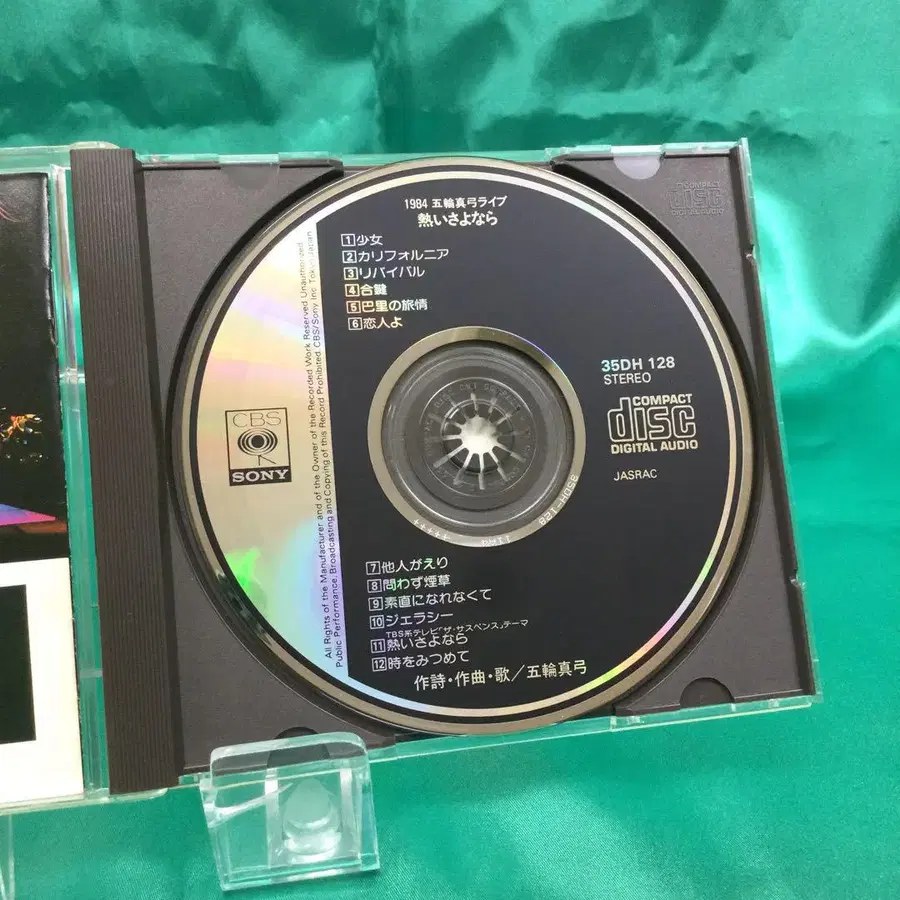 COMPACT
disc
DIGITAL AUDIO
1984 五輪真弓ライブ
熱いさよなら
1 少女
2 カリフォルニア
3 リバイバル
4 合鍵
5 巴里の旅情
6 恋人よ
35DH 128
STEREO
COMPACT
disc
DIGITAL AUDIO
JASRAC
CBS
SONY
All Rights of the Manufacturer and of the Owner of the Recorded Work Reserved. Unauthorized
Public Performance, Broadcasting and Copying of this Record Prohibited. CBS/Sony Inc. Tokyo Japan
35DH-128
7 他人がえり
8 問わず煙草
9 素直になれなくて
10 ジェラシー
TBS系テレビ「ザ・サスペンス」テーマ
11 熱いさよなら
12 時をみつめて
作詩・作曲・歌/五輪真弓